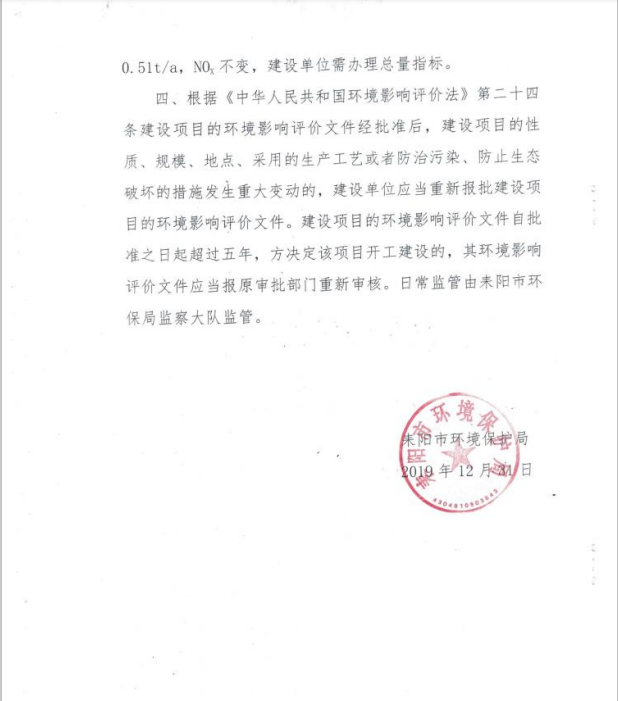 0.51t/a，NOx 不变，建设单位需办理总量指标。
四、根据《中华人民共和国环境影响评价法》第二十四
条建设项目的环境影响评价文件经批准后，建设项目的性
质、规模、地点、采用的生产工艺或者防治污染、防止生态
破坏的措施发生重大变动的，建设单位应当重新报批建设项
目的环境影响评价文件。建设项目的环境影响评价文件自批
准之日起超过五年，方决定该项目开工建设的，其环境影响
评价文件应当报原审批部门重新审核。日常监管由耒阳市环
保局监察大队监管。
耒阳市环境保护局
耒阳市环境保护局
2019 年 12 月 31 日